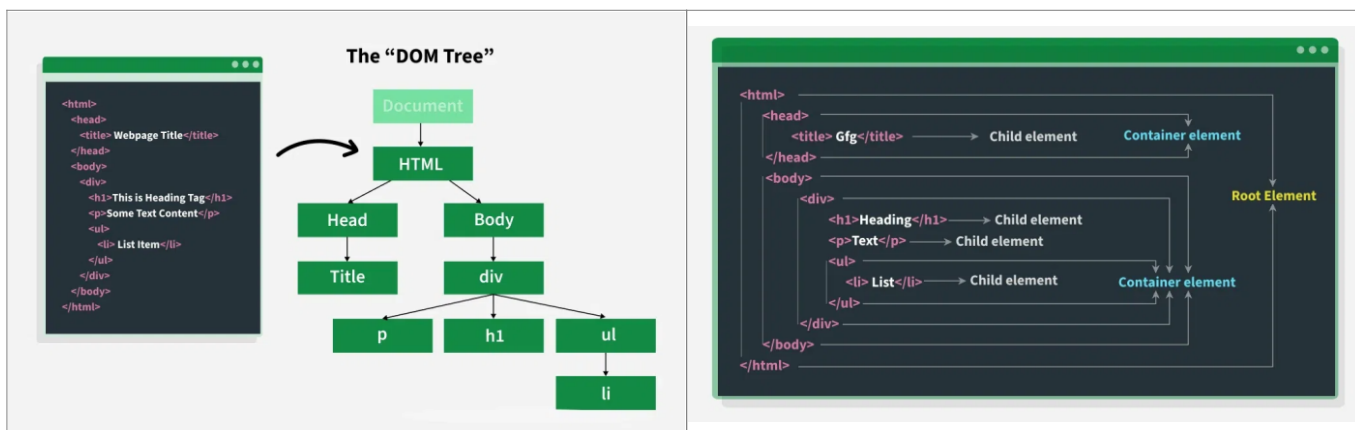 The “DOM Tree”
<html>
<head>
<title> Webpage Title</title>
</head>
<body>
<div>
<h1>This is Heading Tag</h1>
<p>Some Text Content</p>
<ul>
<li> List Item</li>
</ul>
</div>
</body>
</html>
Document
HTML
Head Body
Title div
p h1 ul
li
<html>
<head>
<title> Gfg</title> Child element Container element
</head>
<body>
Root Element
<div>
<h1>Heading</h1> Child element
<p>Text</p> Child element
<ul>
<li> List</li> Child element Container element
</ul>
</div>
</body>
</html>